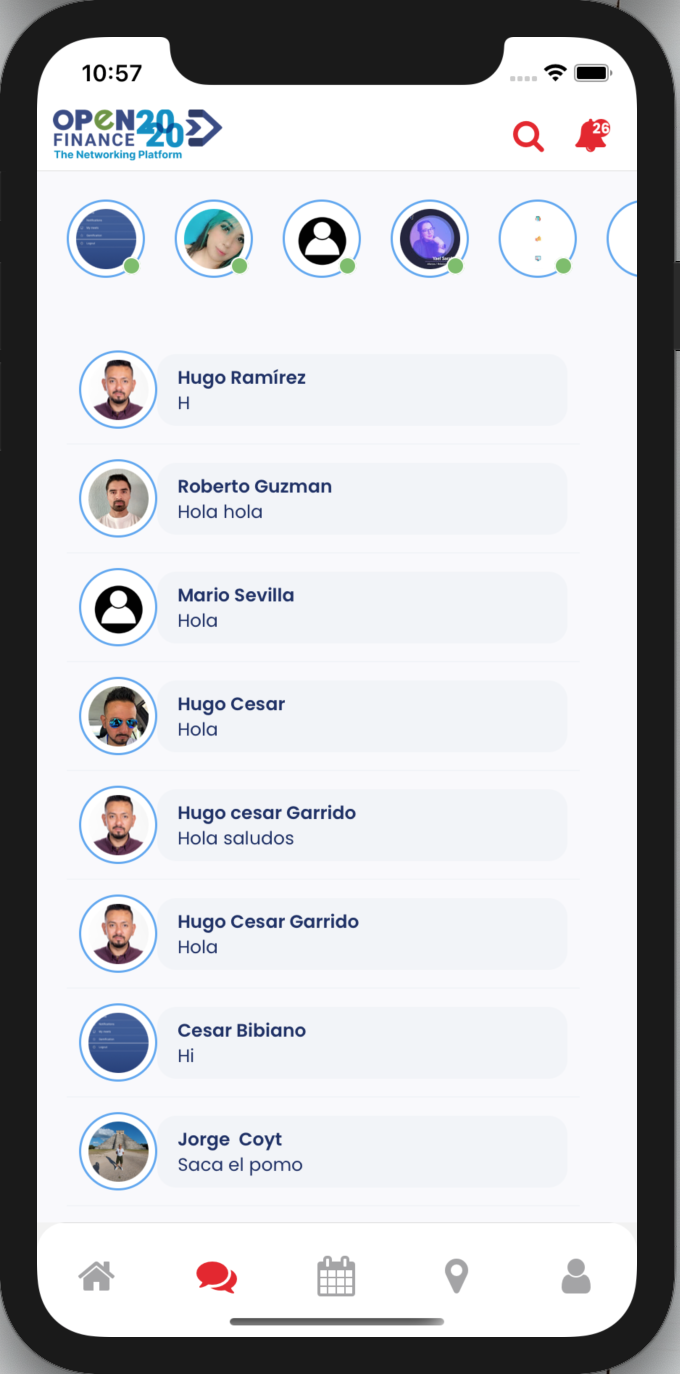 10:57
OPEN 2020
FINANCE
The Networking Platform
26
Hugo Ramírez
H
Roberto Guzman
Hola hola
Mario Sevilla
Hola
Hugo Cesar
Hola
Hugo cesar Garrido
Hola saludos
Hugo Cesar Garrido
Hola
Cesar Bibiano
Hi
Jorge Coyt
Saca el pomo